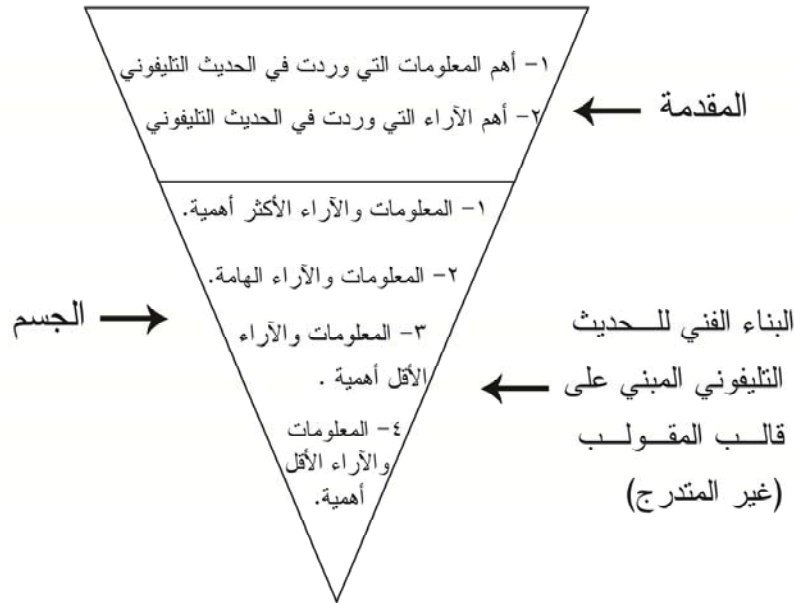 ١- أهم المعلومات التي وردت في الحديث التليفوني
٢- أهم الآراء التي وردت في الحديث التليفوني
المقدمة
١- المعلومات والآراء الأكثر أهمية.
٢- المعلومات والآراء الهامة.
٣- المعلومات والآراء
الأقل أهمية .
٤- المعلومات
والآراء الأقل
أهمية.
الجسم
البناء الفني للحديث
التليفوني المبني على
قالب المقولب
(غير المتدرج)